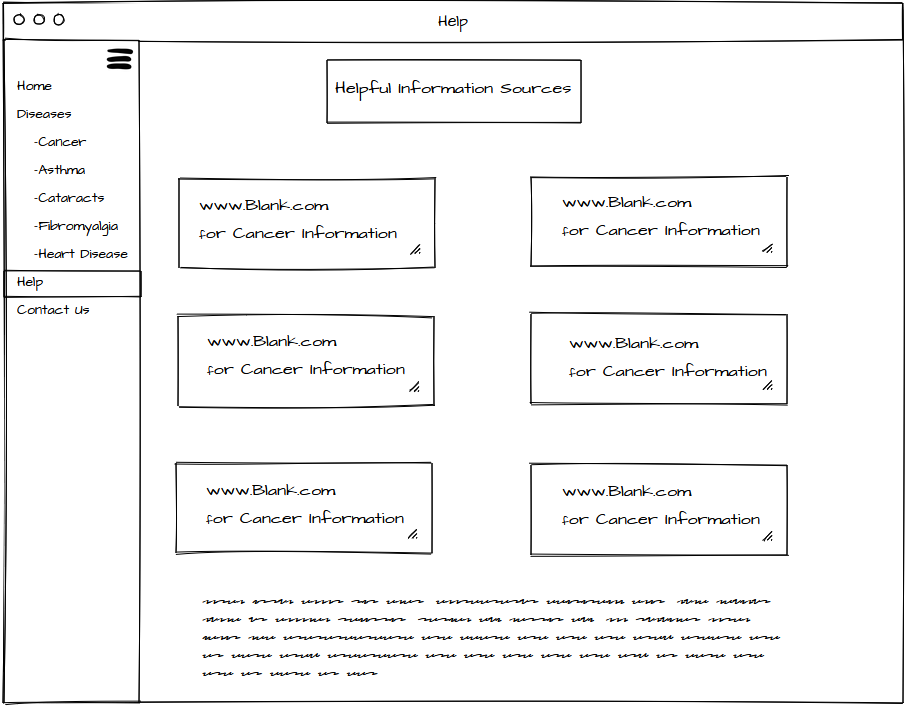 Help
Home
Diseases
-Cancer
-Asthma
-Cataracts
-Fibromyalgia
-Heart Disease
Help
Contact Us
Helpful Information Sources
www.Blank.com
for Cancer Information
www.Blank.com
for Cancer Information
www.Blank.com
for Cancer Information
www.Blank.com
for Cancer Information
www.Blank.com
for Cancer Information
www.Blank.com
for Cancer Information